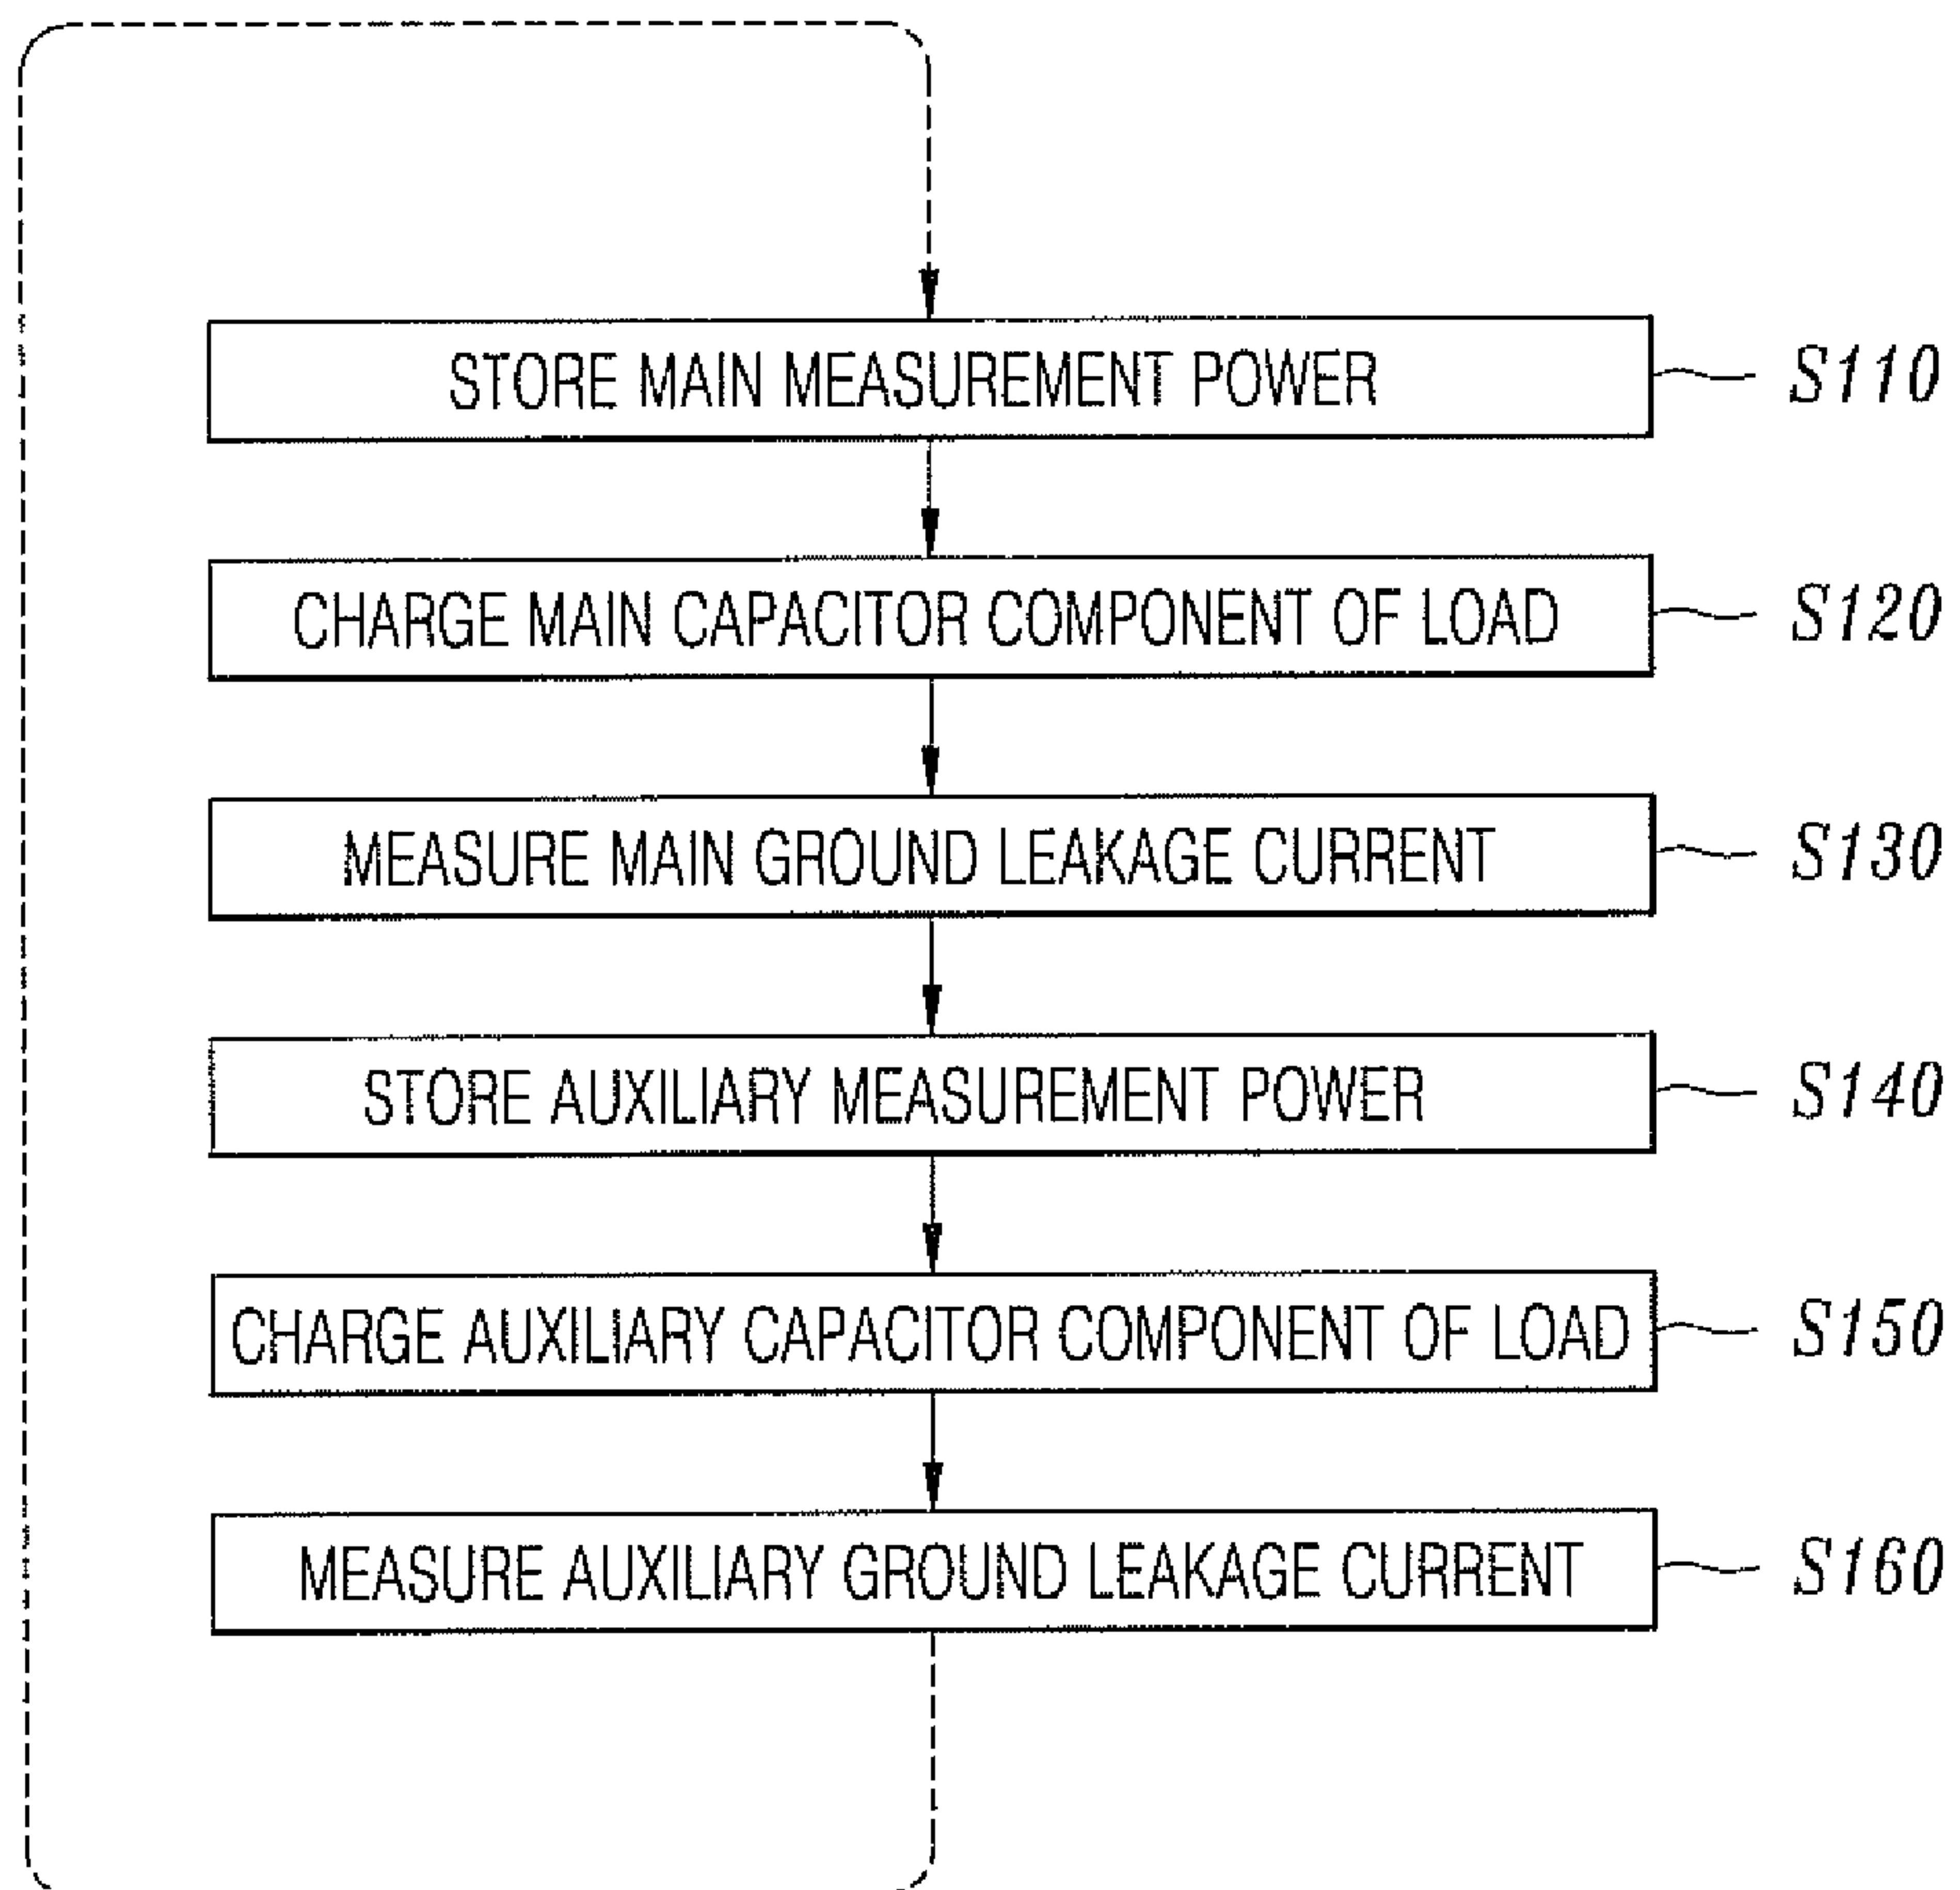 STORE MAIN MEASUREMENT POWER S110
CHARGE MAIN CAPACITOR COMPONENT OF LOAD S120
MEASURE MAIN GROUND LEAKAGE CURRENT S130
STORE AUXILIARY MEASUREMENT POWER S140
CHARGE AUXILIARY CAPACITOR COMPONENT OF LOAD S150
MEASURE AUXILIARY GROUND LEAKAGE CURRENT S160